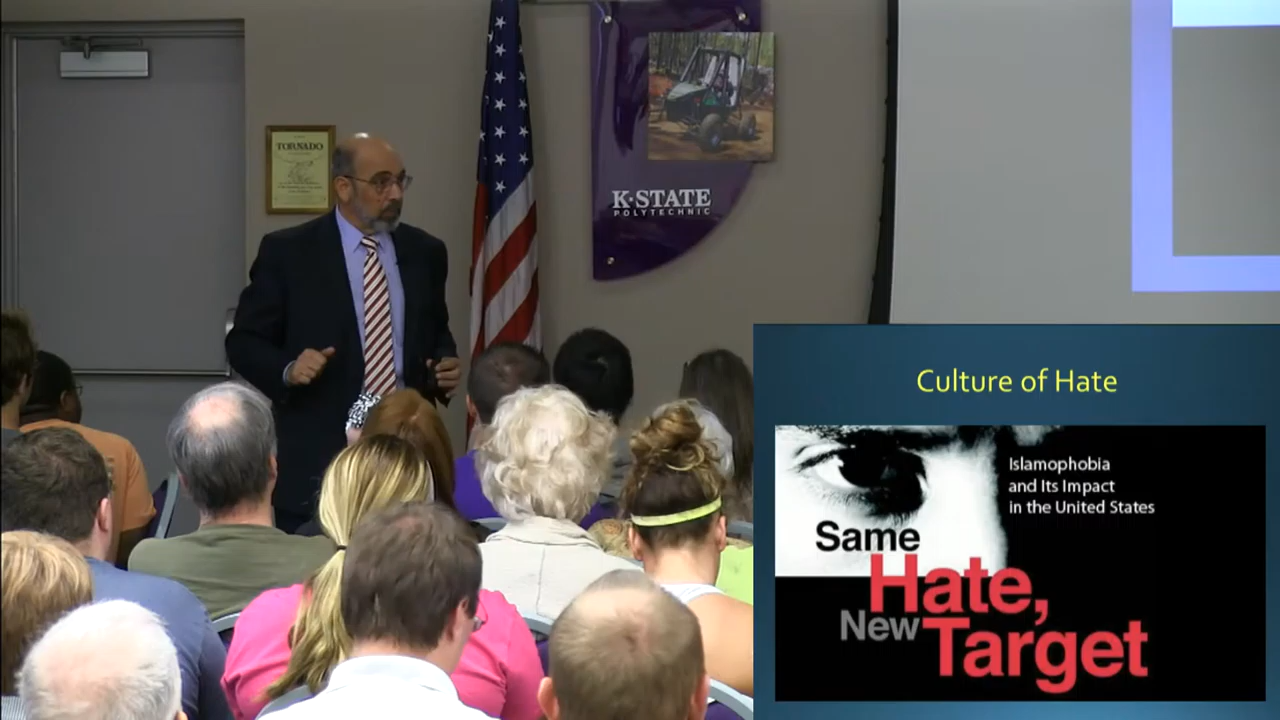 TORNADO
K·STATE
POLYTECHNIC
Culture of Hate
Islamophobia
and Its Impact
in the United States
Same
Hate,
New
Target